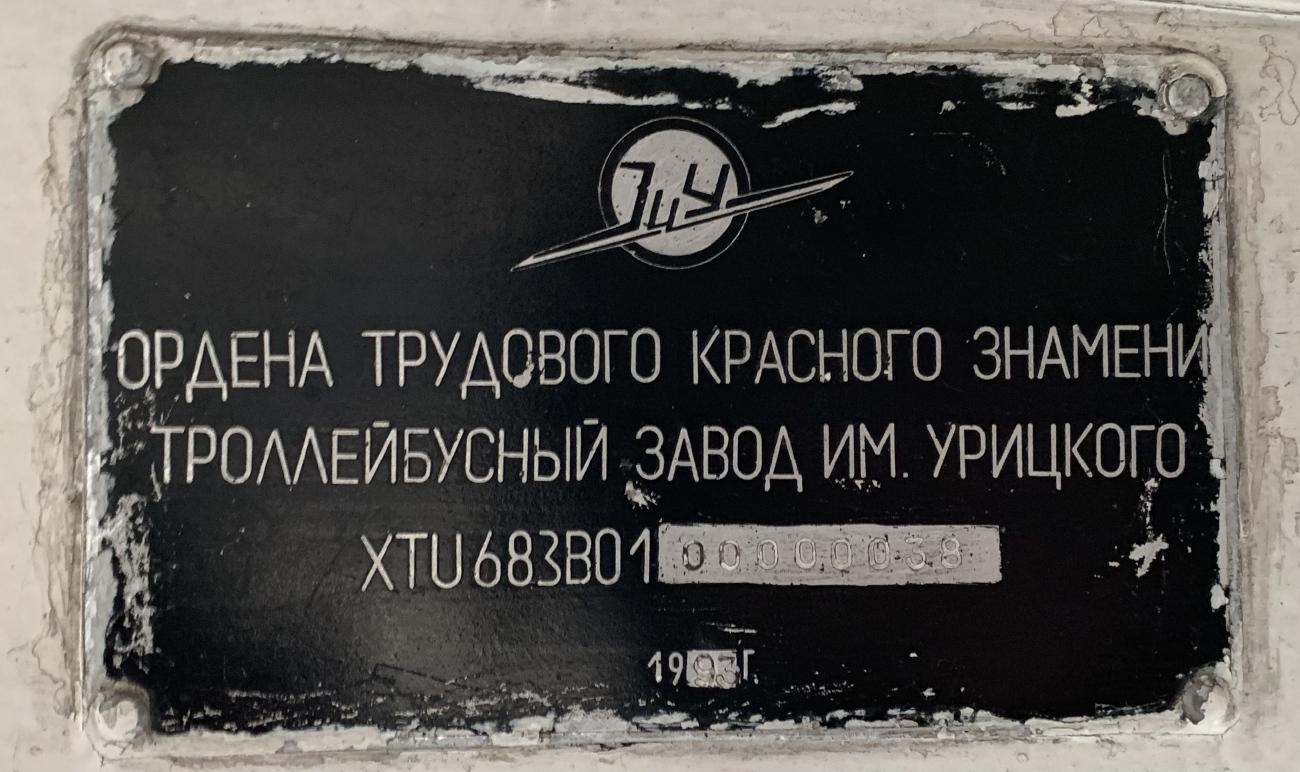 ЗиУ
ОРДЕНА ТРУДОВОГО КРАСНОГО ЗНАМЕНИ
ТРОЛЛЕЙБУСНЫЙ ЗАВОД ИМ. УРИЦКОГО
XTU683B01 00000038
1993Г.